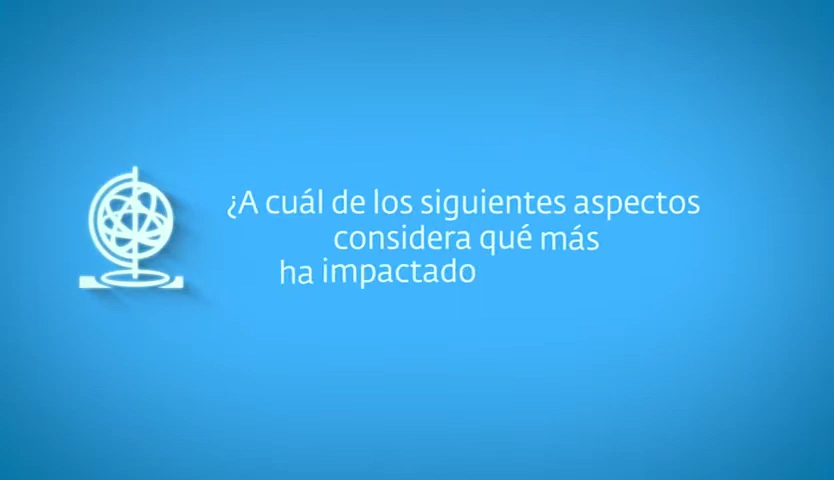 ¿A cuál de los siguientes aspectos
considera qué más
ha impactado